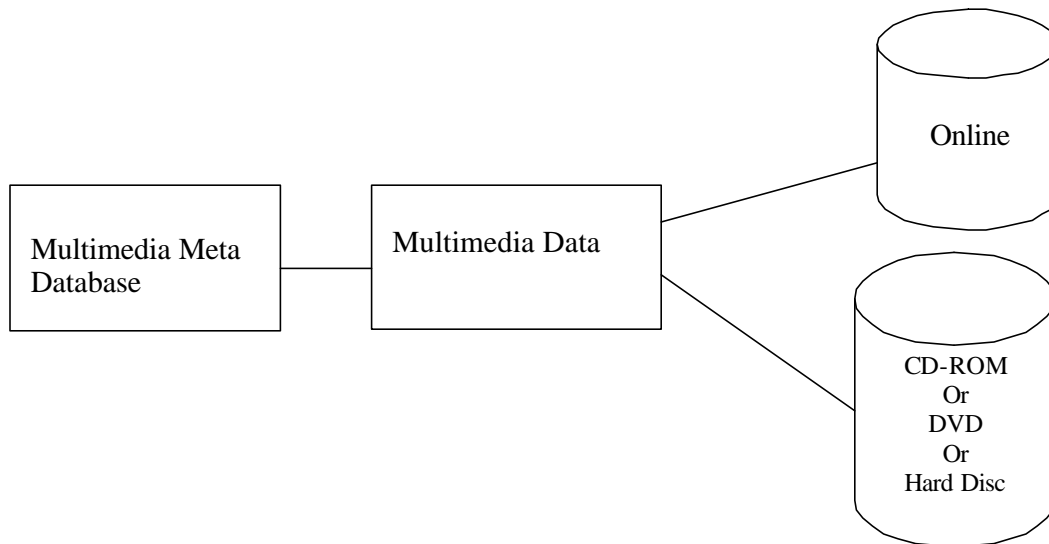 Multimedia Meta
Database
Multimedia Data
Online
CD-ROM
Or
DVD
Or
Hard Disc